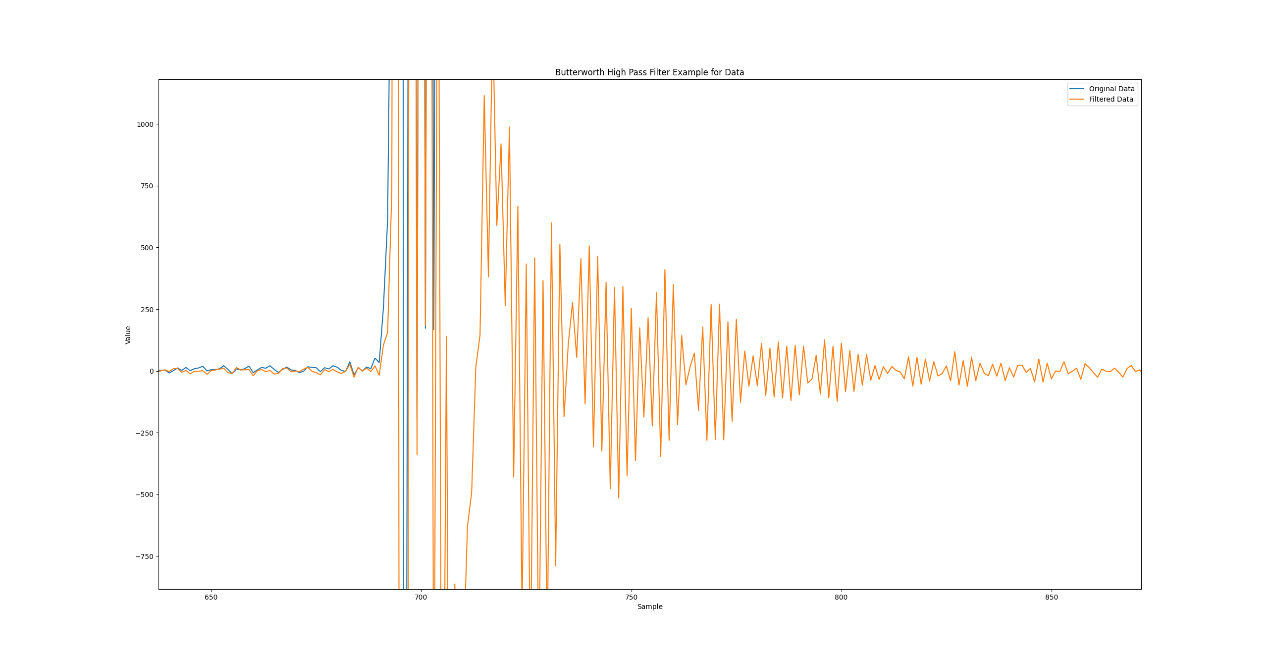 Butterworth High Pass Filter Example for Data
Original Data
Filtered Data
1000
750
500
250
0
−250
−500
−750
Value
650
700
750
800
850
Sample